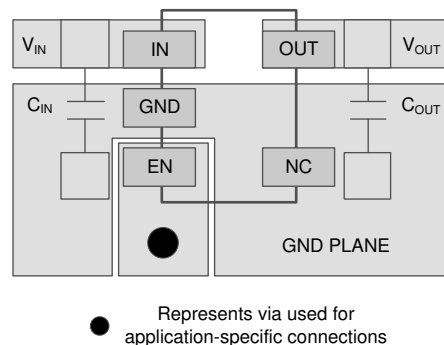 IN
OUT
VIN
VOUT
CIN
GND
COUT
EN
NC
GND PLANE
Represents via used for
application-specific connections